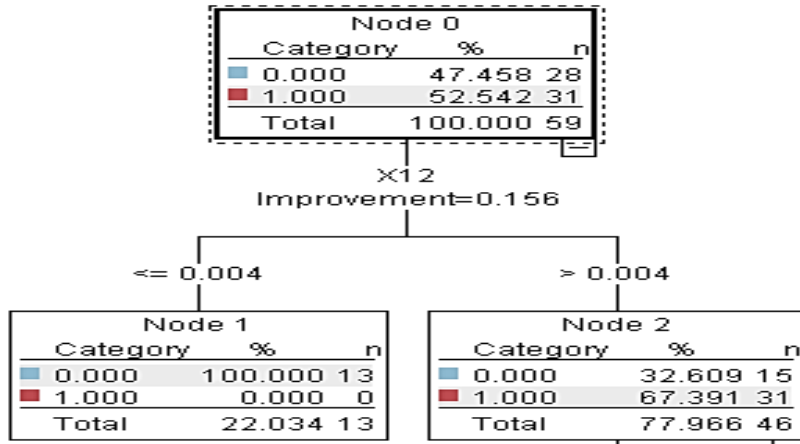 Node 0
Category % n
0.000 47.458 28
1.000 52.542 31
Total 100.000 59
X12
Improvement=0.156
<= 0.004
> 0.004
Node 1
Category % n
0.000 100.000 13
1.000 0.000 0
Total 22.034 13
Node 2
Category % n
0.000 32.609 15
1.000 67.391 31
Total 77.966 46